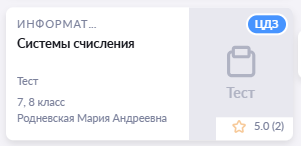 ИНФОРМАТ...
ЦДЗ
Системы счисления
Тест
Тест
7, 8 класс
Родневская Мария Андреевна
5.0 (2)